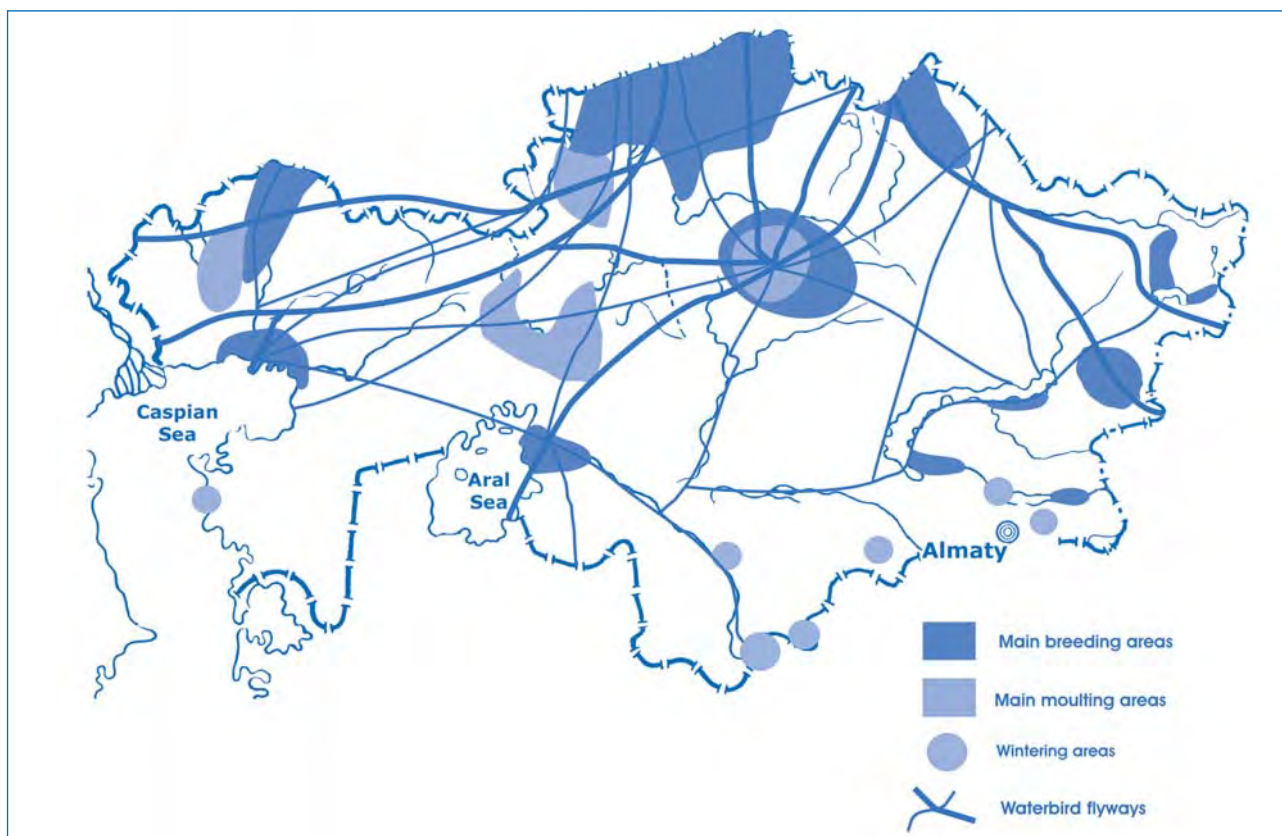 Caspian
Sea
Aral
Sea
Almaty
Main breeding areas
Main moulting areas
Wintering areas
Waterbird flyways